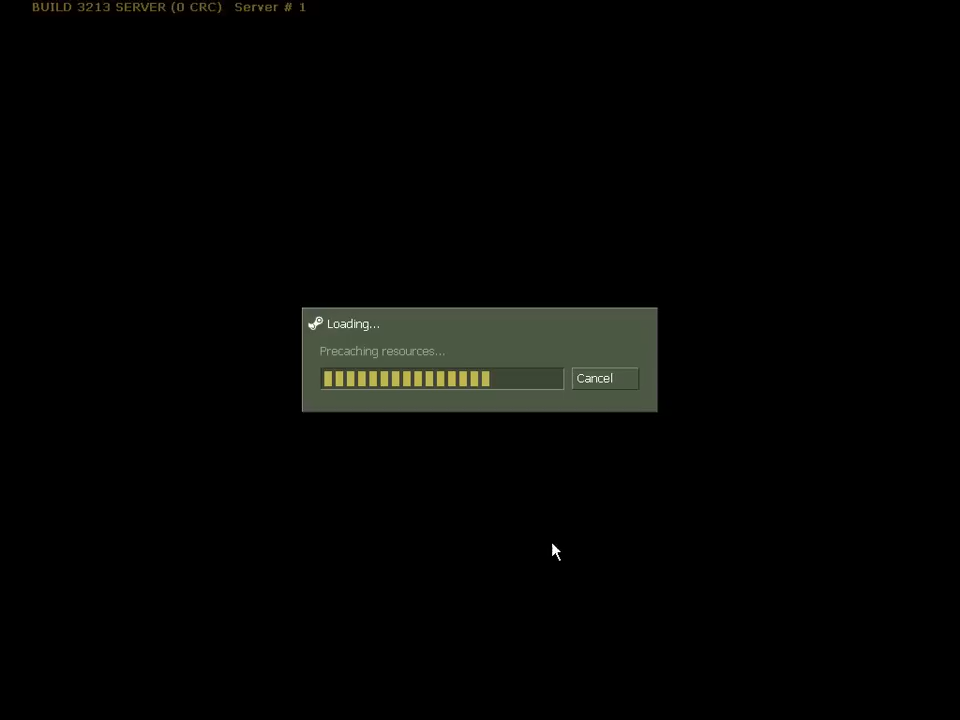 BUILD 3213 SERVER (0 CRC) Server # 1
Loading...
Precaching resources...
Cancel